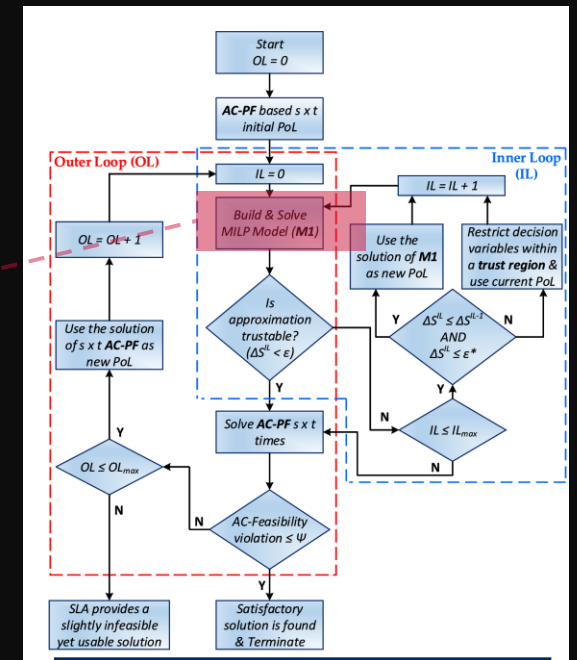 Start
OL = 0
AC-PF based s x t
initial PoL
Outer Loop (OL)
Inner Loop
(IL)
IL = 0
IL = IL + 1
Build & Solve
MILP Model (M1)
OL = OL + 1
Use the
solution of M1
as new PoL
Restrict decision
variables within
a trust region &
use current PoL
Is
approximation
trustable?
(ΔS^IL < ε)
ΔS^IL ≤ ΔS^IL-1
AND
ΔS^IL ≤ ε*
Y
N
Use the solution
of s x t AC-PF as
new PoL
Y
N
Y
Solve AC-PF s x t
times
IL ≤ IL_max
N
Y
OL ≤ OL_max
N
N
AC-Feasibility
violation ≤ Ψ
Y
SLA provides a
slightly infeasible
yet usable solution
Satisfactory
solution is found
& Terminate